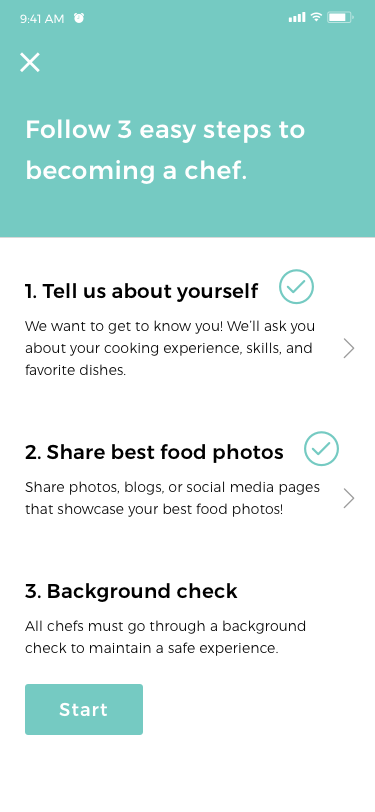 9:41 AM
Follow 3 easy steps to
becoming a chef.
1. Tell us about yourself
We want to get to know you! We'll ask you
about your cooking experience, skills, and
favorite dishes.
2. Share best food photos
Share photos, blogs, or social media pages
that showcase your best food photos!
3. Background check
All chefs must go through a background
check to maintain a safe experience.
Start